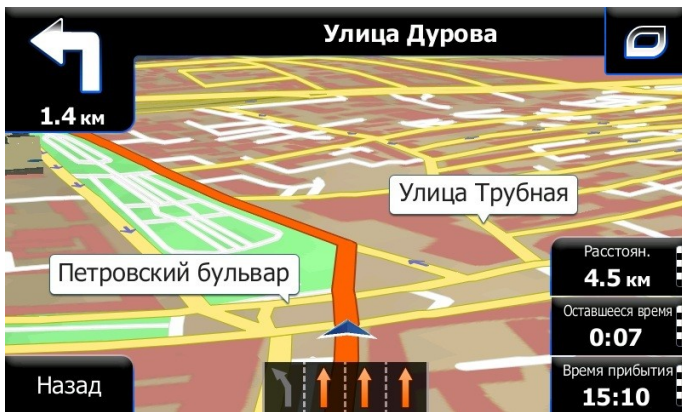 Улица Дурова
1.4 км
Улица Трубная
Петровский бульвар
Расстоян.
4.5 км
Оставшееся время
0:07
Время прибытия
15:10
Назад